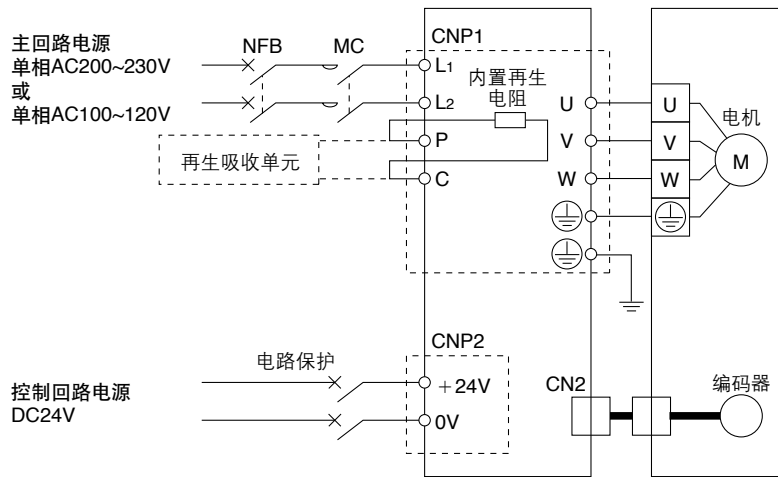 主回路电源
单相AC200~230V
或
单相AC100~120V
NFB
MC
CNP1
L1
L2
P
C
内置再生
电阻
再生吸收单元
U
V
W
U
V
W
电机
M
CNP2
电路保护
控制回路电源
DC24V
+24V
0V
CN2
编码器